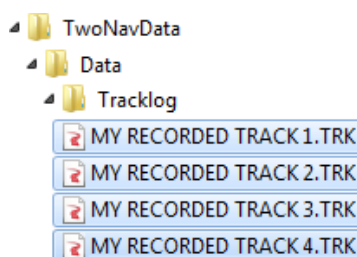 TwoNavData
Data
Tracklog
MY RECORDED TRACK 1.TRK
MY RECORDED TRACK 2.TRK
MY RECORDED TRACK 3.TRK
MY RECORDED TRACK 4.TRK